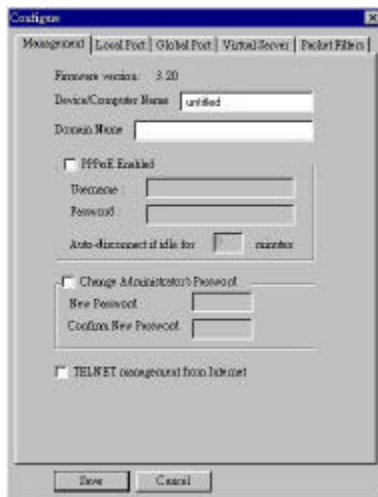 Configure
Management Local Port Global Port Virtual Server Packet Filters
Firmware version: 3.20
Device/Computer Name untitled
Domain Name
PPPoE Enabled
Username :
Password :
Auto-disconnect if idle for minutes
Change Administrator's Password
New Password
Confirm New Password
TELNET management from Internet
Save Cancel